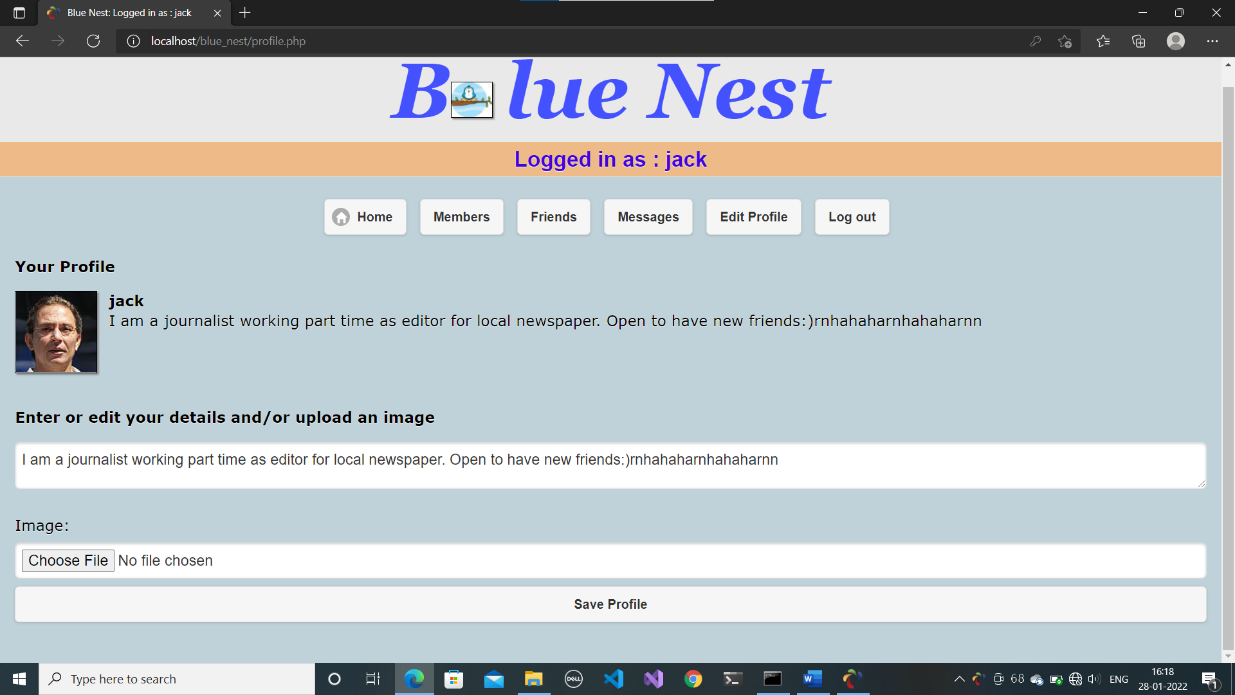 Blue Nest: Logged in as : jack
localhost/blue_nest/profile.php
B lue Nest
Logged in as : jack
Home Members Friends Messages Edit Profile Log out
Your Profile
jack
I am a journalist working part time as editor for local newspaper. Open to have new friends:)rnhahaharnhahaharnn
Enter or edit your details and/or upload an image
I am a journalist working part time as editor for local newspaper. Open to have new friends:)rnhahaharnhahaharnn
Image:
Choose File No file chosen
Save Profile
Type here to search
DELL
ENG
16:18
28-01-2022
1